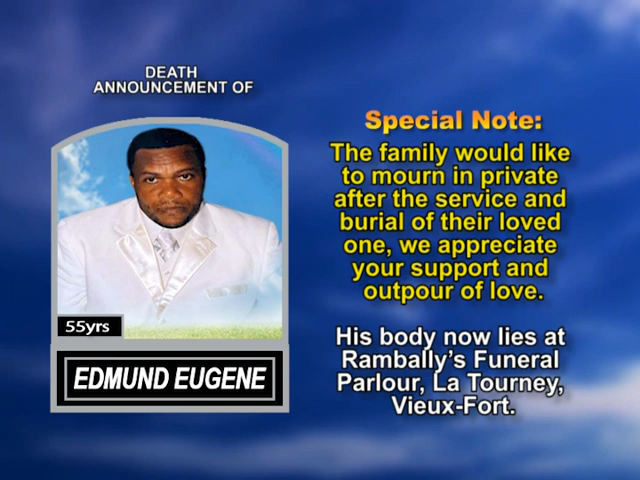 DEATH
ANNOUNCEMENT OF
55yrs
EDMUND EUGENE
Special Note:
The family would like
to mourn in private
after the service and
burial of their loved
one, we appreciate
your support and
outpour of love.
His body now lies at
Rambally's Funeral
Parlour, La Tourney,
Vieux-Fort.